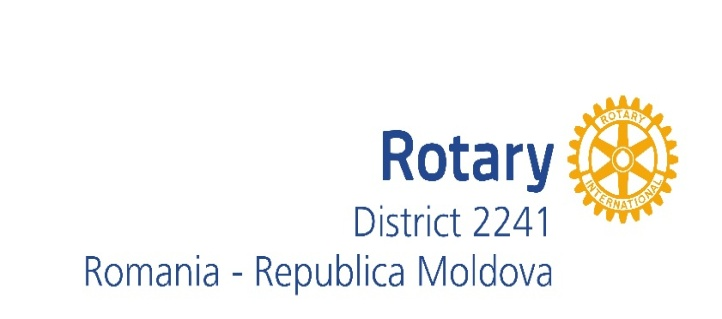 Rotary
ROTARY
INTERNATIONAL
District 2241
Romania - Republica Moldova